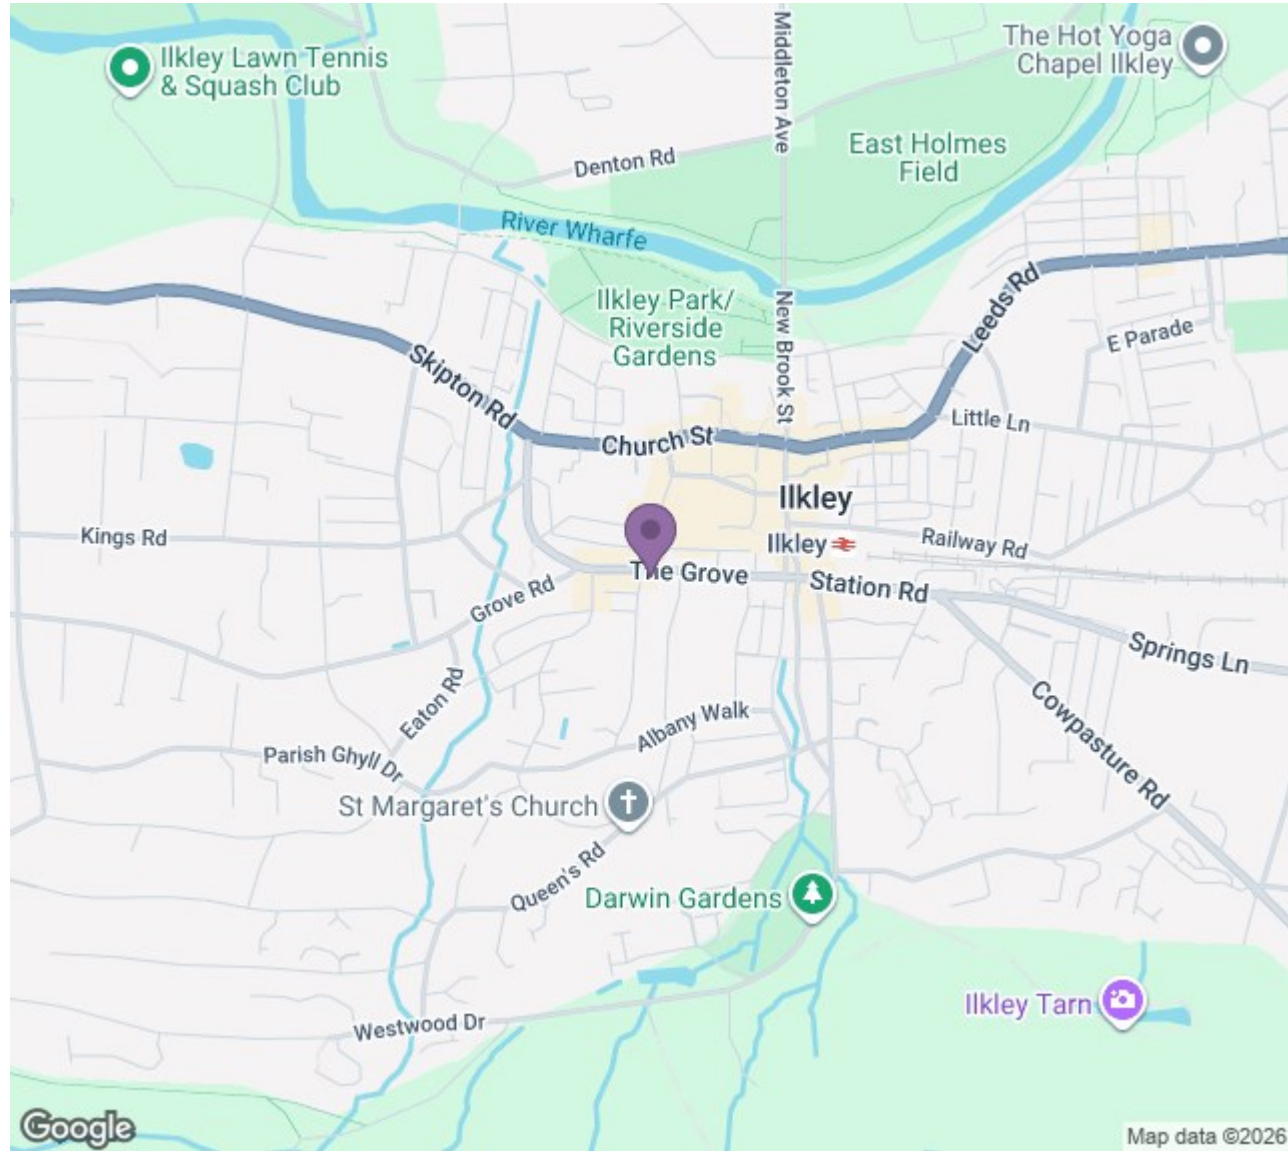 Ilkley Lawn Tennis
& Squash Club
Middleton Ave
The Hot Yoga
Chapel Ilkley
Denton Rd
East Holmes
Field
River Wharfe
Ilkley Park/
Riverside
Gardens
New Brook St
Leeds Rd
E Parade
Skipton Rd
Church St
Little Ln
Ilkley
Kings Rd
Ilkley
Railway Rd
The Grove
Station Rd
Grove Rd
Springs Ln
Eaton Rd
Albany Walk
Cowpasture Rd
Parish Ghyll Dr
St Margaret's Church
Queen's Rd
Darwin Gardens
Ilkley Tarn
Westwood Dr
Google
Map data ©2026